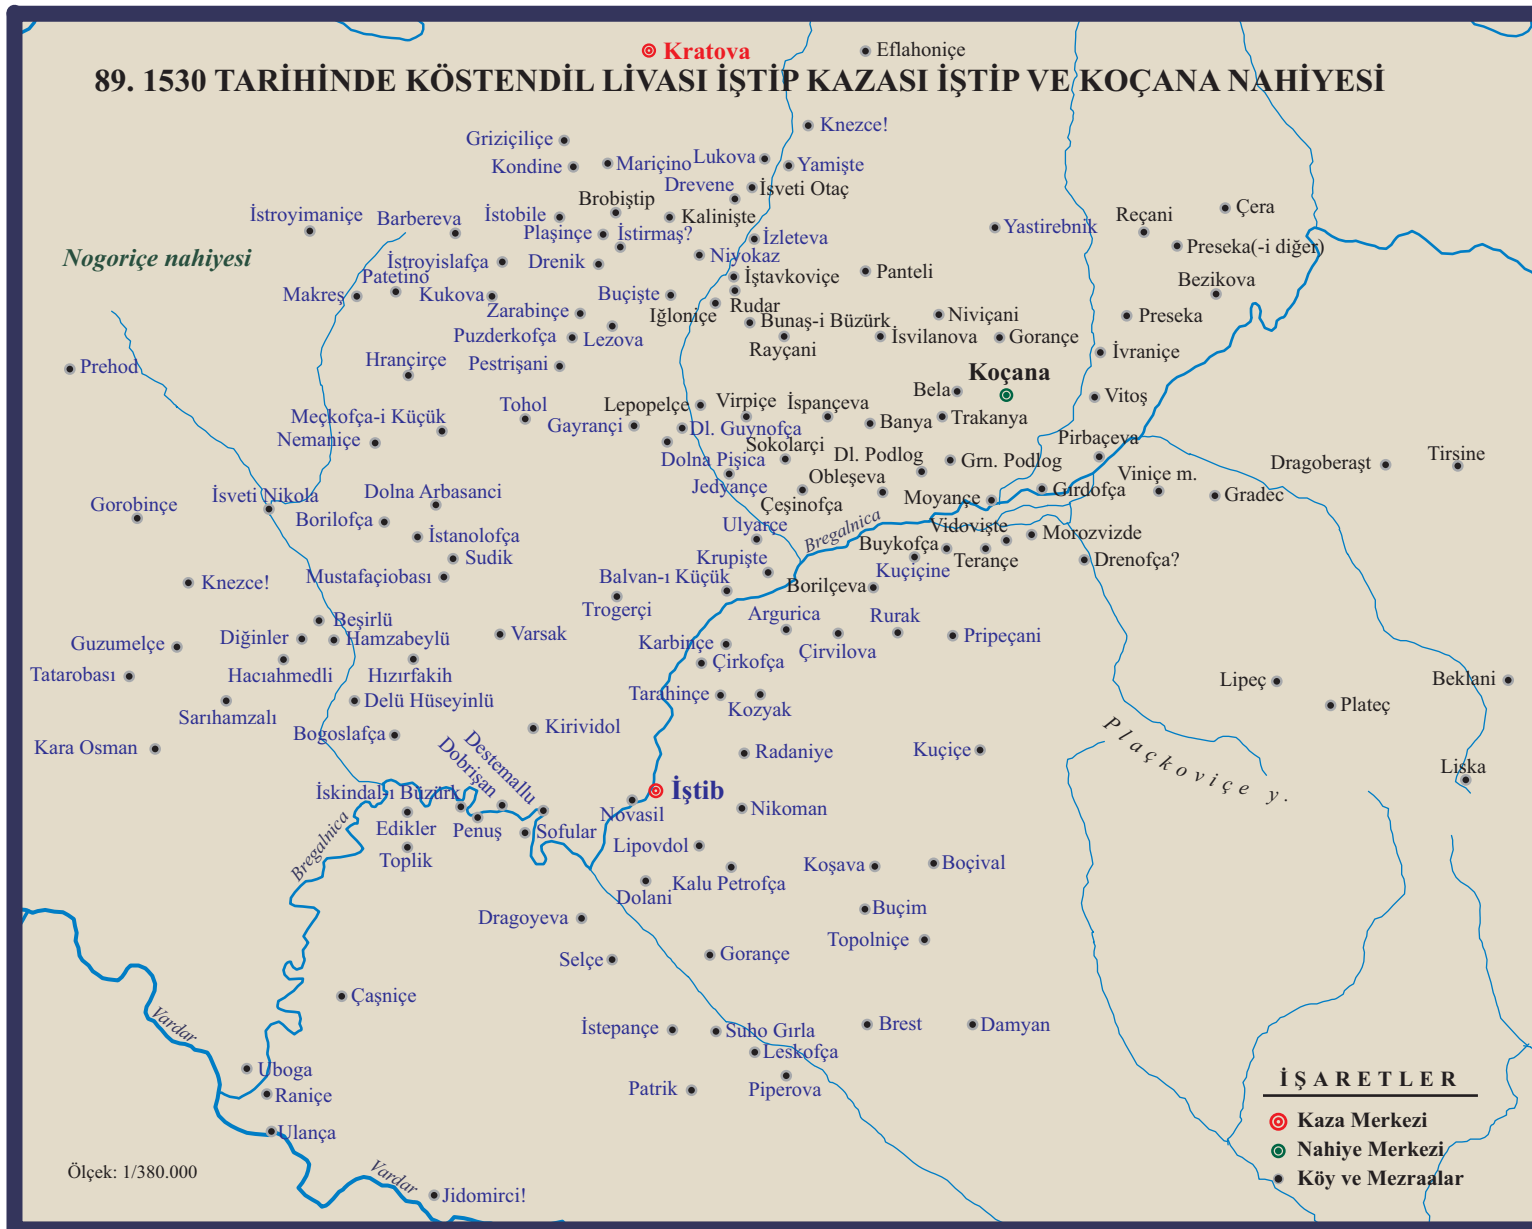 Kratova
Eflahoniçe
89. 1530 TARİHİNDE KÖSTENDİL LİVASI İŞTİP KAZASI İŞTİP VE KOÇANA NAHİYESİ
Knezce!
Griziçiliçe
Kondine
Mariçino
Lukova
Yamişte
Drevene
İsveti Otaç
Brobiştip
İstroyimaniçe
Barbereva
İstobile
Kalinişte
Çera
Reçani
Yastirebnik
Plaşinçe
İstirmaş?
İzleteva
Preseka(-i diğer)
Nogoriçe nahiyesi
İstroyislafça
Drenik
Nivokaz
Panteli
İştavkoviçe
Patetino
Bezikova
Makreş
Kukova
Buçişte
Rudar
Zarabinçe
Iğloniçe
Bunaş-i Büzürk
Niviçani
Preseka
Puzderkofça
Lezova
Rayçani
İsvilanova
Gorançe
İvraniçe
Prehod
Hrançirçe
Pestrişani
Koçana
Bela
Vitoş
Tohol
Lepopelçe
Virpiçe
İspançeva
Banya
Trakanya
Meçkofça-i Küçük
Gayrançi
Dl. Guynofça
Nemaniçe
Sokolarçi
Pirbaçeva
Dolna Pişica
Dl. Podlog
Grn. Podlog
Dragoberaşt
Tirsine
Jedyançe
Obleşeva
Viniçe m.
Gorobinçe
İsveti Nikola
Dolna Arbasanci
Çeşinofça
Moyançe
Gırdofça
Gradec
Borilofça
Ulyarçe
Bregalnica
Vidovişte
İstanolofça
Buykofça
Morozvizde
Sudik
Krupişte
Kuçiçine
Terançe
Drenofça?
Knezce!
Mustafaçiobası
Balvan-ı Küçük
Borilçeva
Trogerçi
Argurica
Rurak
Beşirlü
Diğinler
Hamzabeylü
Varsak
Karbinçe
Pripeçani
Guzumelçe
Çirvilova
Tatarobası
Hacıahmedli
Hızırfakih
Çirkofça
Lipeç
Beklani
Sarıhamzalı
Delü Hüseyinlü
Tarahinçe
Kozyak
Plateç
Kara Osman
Bogoslafça
Kirividol
Radaniye
Kuçiçe
Plaçkoviçe y.
Destemallu
Dobrişan
Liska
İskindal-ı Büzürk
İştib
Novasil
Nikoman
Edikler
Penuş
Sofular
Bregalnica
Toplik
Lipovdol
Koşava
Boçival
Dolani
Kalu Petrofça
Dragoyeva
Buçim
Topolniçe
Selçe
Gorançe
Çaşniçe
Vardar
İstepançe
Suho Gırla
Brest
Damyan
Leskofça
Uboga
Raniçe
Patrik
Piperova
İŞARETLER
Kaza Merkezi
Ulança
Nahiye Merkezi
Ölçek: 1/380.000
Vardar
Jidomirci!
Köy ve Mezraalar